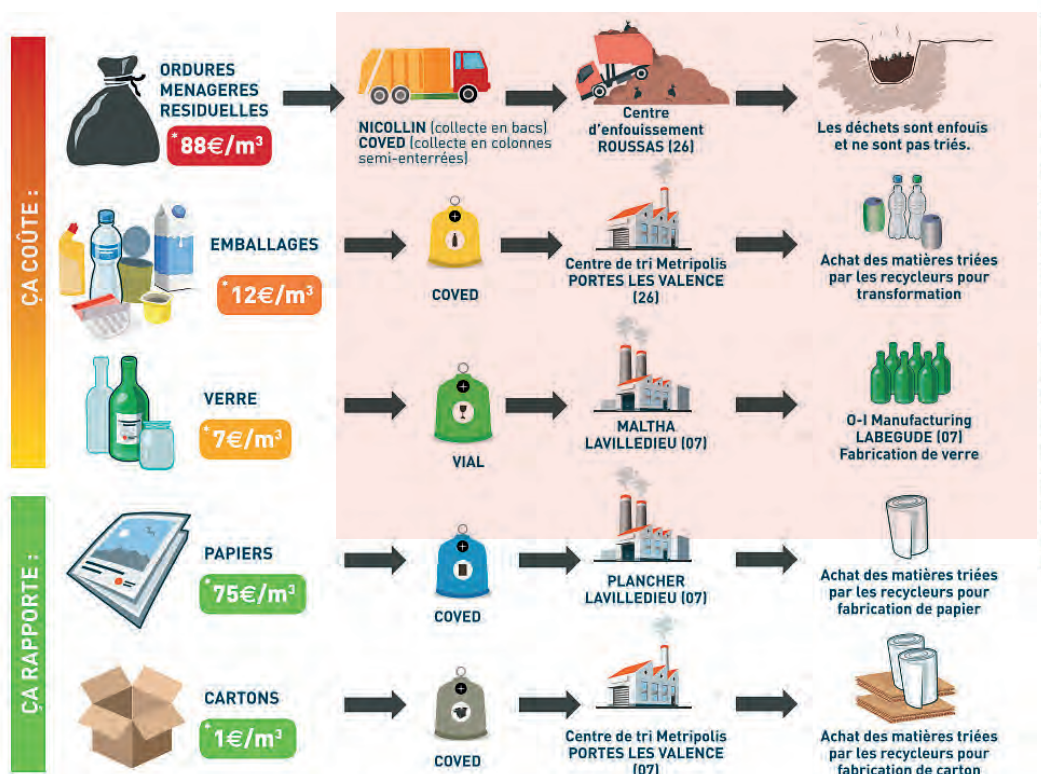 ÇA COÛTE :
ORDURES
MENAGERES
RESIDUELLES
*88€/m³
NICOLLIN (collecte en bacs)
COVED (collecte en colonnes
semi-enterrées)
Centre
d'enfouissement
ROUSSAS (26)
Les déchets sont enfouis
et ne sont pas triés.
EMBALLAGES
*12€/m³
COVED
Centre de tri Metripolis
PORTES LES VALENCE
(26)
Achat des matières triées
par les recycleurs pour
transformation
VERRE
*7€/m³
VIAL
MALTHA
LAVILLEDIEU (07)
O-I Manufacturing
LABEGUDE (07)
Fabrication de verre
ÇA RAPPORTE :
PAPIERS
*75€/m³
COVED
PLANCHER
LAVILLEDIEU (07)
Achat des matières triées
par les recycleurs pour
fabrication de papier
CARTONS
*1€/m³
COVED
Centre de tri Metripolis
PORTES LES VALENCE
(07)
Achat des matières triées
par les recycleurs pour
fabrication de carton